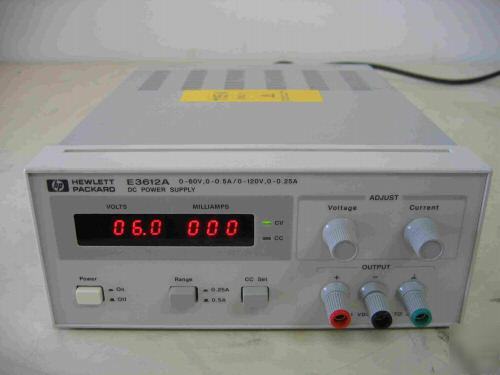 hp HEWLETT PACKARD
E3612A 0-60V,0-0.5A/0-120V,0-0.25A
DC POWER SUPPLY
ADJUST
VOLTS MILLIAMPS
Voltage Current
06.0 000
CV
CC
Power Range CC Set
On
Off
0.25A
0.5A
OUTPUT
+ -